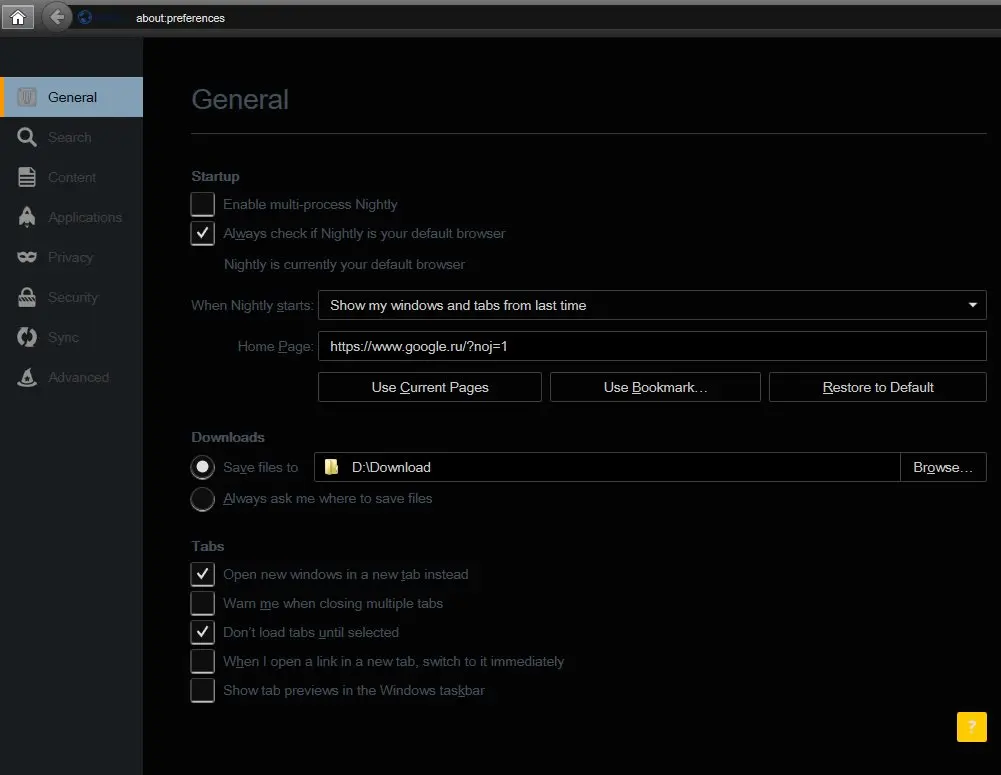 about:preferences
General
Search
Content
Applications
Privacy
Security
Sync
Advanced
General
Startup
Enable multi-process Nightly
Always check if Nightly is your default browser
Nightly is currently your default browser
When Nightly starts: Show my windows and tabs from last time
Home Page: https://www.google.ru/?noj=1
Use Current Pages Use Bookmark… Restore to Default
Downloads
Save files to D:\Download Browse…
Always ask me where to save files
Tabs
Open new windows in a new tab instead
Warn me when closing multiple tabs
Don't load tabs until selected
When I open a link in a new tab, switch to it immediately
Show tab previews in the Windows taskbar
?